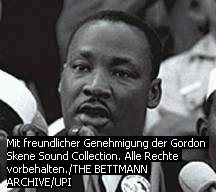 Mit freundlicher Genehmigung der Gordon
Skene Sound Collection. Alle Rechte
vorbehalten./THE BETTMANN
ARCHIVE/UPI